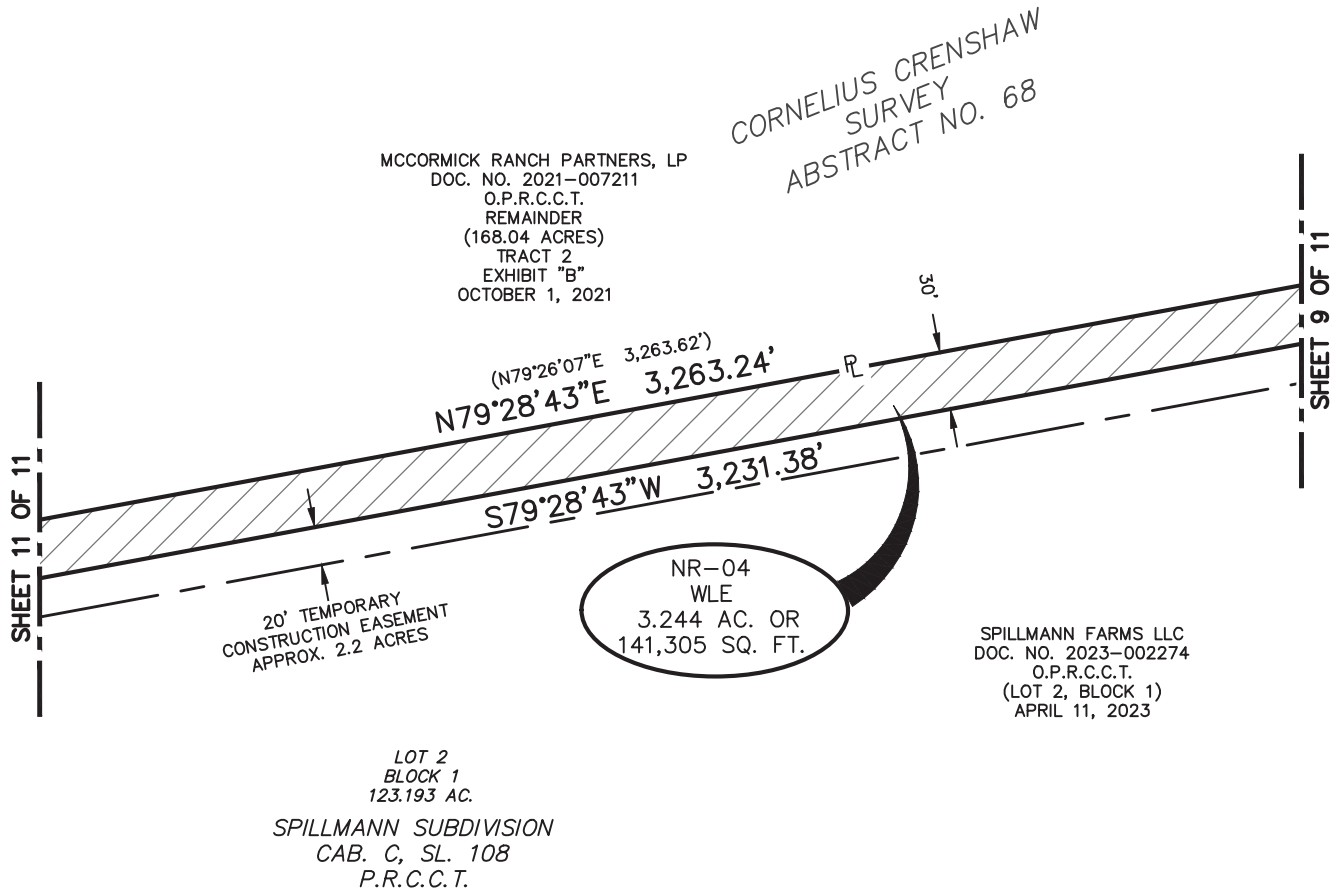 CORNELIUS CRENSHAW
SURVEY
ABSTRACT NO. 68
MCCORMICK RANCH PARTNERS, LP
DOC. NO. 2021-007211
O.P.R.C.C.T.
REMAINDER
(168.04 ACRES)
TRACT 2
EXHIBIT "B"
OCTOBER 1, 2021
30'
SHEET 9 OF 11
(N79°26'07"E 3,263.62')
N79°28'43"E 3,263.24'
PL
S79°28'43"W 3,231.38'
SHEET 11 OF 11
20' TEMPORARY
CONSTRUCTION EASEMENT
APPROX. 2.2 ACRES
NR-04
WLE
3.244 AC. OR
141,305 SQ. FT.
SPILLMANN FARMS LLC
DOC. NO. 2023-002274
O.P.R.C.C.T.
(LOT 2, BLOCK 1)
APRIL 11, 2023
LOT 2
BLOCK 1
123.193 AC.
SPILLMANN SUBDIVISION
CAB. C, SL. 108
P.R.C.C.T.